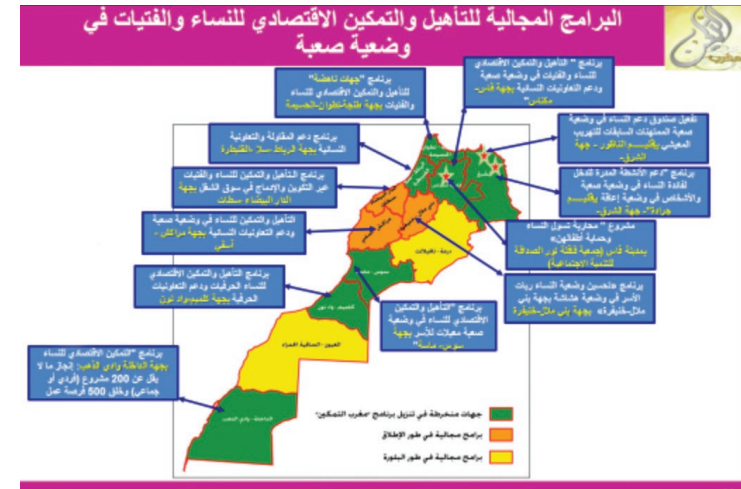 البرامج المجالية للتأهيل والتمكين الاقتصادي للنساء والفتيات في
وضعية صعبة
برنامج " التأهيل والتمكين الاقتصادي
للنساء والفتيات في وضعية صعبة
ودعم التعاونيات النسائية بجهة فاس-
مكناس"
برنامج "جهات ناهضة"
للتأهيل والتمكين الاقتصادي للنساء
والفتيات بجهة طنجة-تطوان-الحسيمة
تفعيل صندوق دعم النساء في وضعية
صعبة الممتهنات السابقات للتهريب
المعيشي بإقليم الناظور - جهة
الشرق-
برنامج دعم المقاولة والتعاونية
النسائية بجهة الرباط-سلا-القنيطرة
برنامج "دعم الأنشطة المدرة للدخل
لفائدة النساء في وضعية صعبة
والأشخاص في وضعية إعاقة بإقليم
جرادة"- جهة الشرق-
برنامج التأهيل والتمكين للنساء والفتيات
عبر التكوين والإدماج في سوق الشغل بجهة
الدار البيضاء سطات
مشروع " محاربة تسول النساء
وحماية أطفالهن»
بمدينة فاس (جمعية قافلة نور الصداقة
للتنمية الاجتماعية)
التأهيل والتمكين للنساء في وضعية صعبة
ودعم التعاونيات النسائية بجهة مراكش -
آسفي
برنامج «تحسين وضعية النساء ربات
الأسر في وضعية هشاشة بجهة بني
ملال-خنيفرة» بجهة بني ملال-خنيفرة
برنامج التأهيل والتمكين الاقتصادي
للنساء الحرفيات ودعم التعاونيات
الحرفية بجهة كلميم-واد نون
برنامج "التأهيل والتمكين
الاقتصادي للنساء في وضعية
صعبة معيلات للأسر بجهة
سوس- ماسة"
برنامج "التمكين الاقتصادي للنساء
بجهة الداخلة وادي الذهب: إنجاز ما لا
يقل عن 200 مشروع (فردي أو
جماعي) وخلق 500 فرصة عمل
درعة - تافيلالت
سوس - ماسة
كلميم - واد نون
العيون - الساقية الحمراء
الداخلة - وادي الذهب
جهات منخرطة في تنزيل برنامج "مغرب التمكين"
برامج مجالية في طور الإطلاق
برامج مجالية في طور البلورة